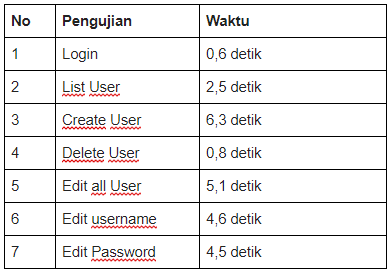 No Pengujian Waktu
1 Login 0,6 detik
2 List User 2,5 detik
3 Create User 6,3 detik
4 Delete User 0,8 detik
5 Edit all User 5,1 detik
6 Edit username 4,6 detik
7 Edit Password 4,5 detik